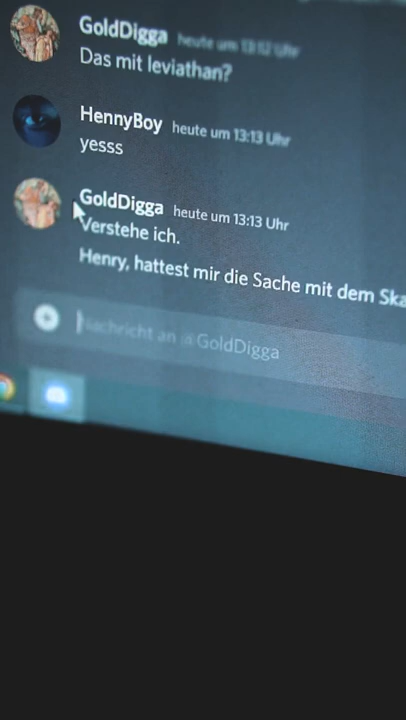 GoldDigga heute um 13:12 Uhr
Das mit leviathan?
HennyBoy heute um 13:13 Uhr
yesss
GoldDigga heute um 13:13 Uhr
Verstehe ich.
Henry, hattest mir die Sache mit dem Ska
Nachricht an @GoldDigga